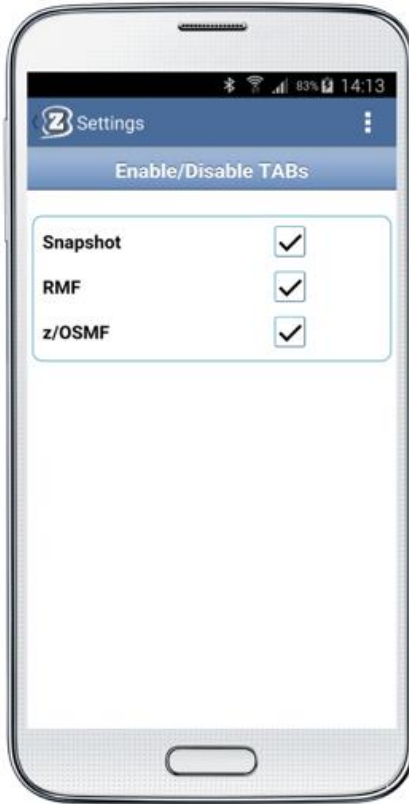 83% 14:13
Z Settings
Enable/Disable TABs
Snapshot
RMF
z/OSMF